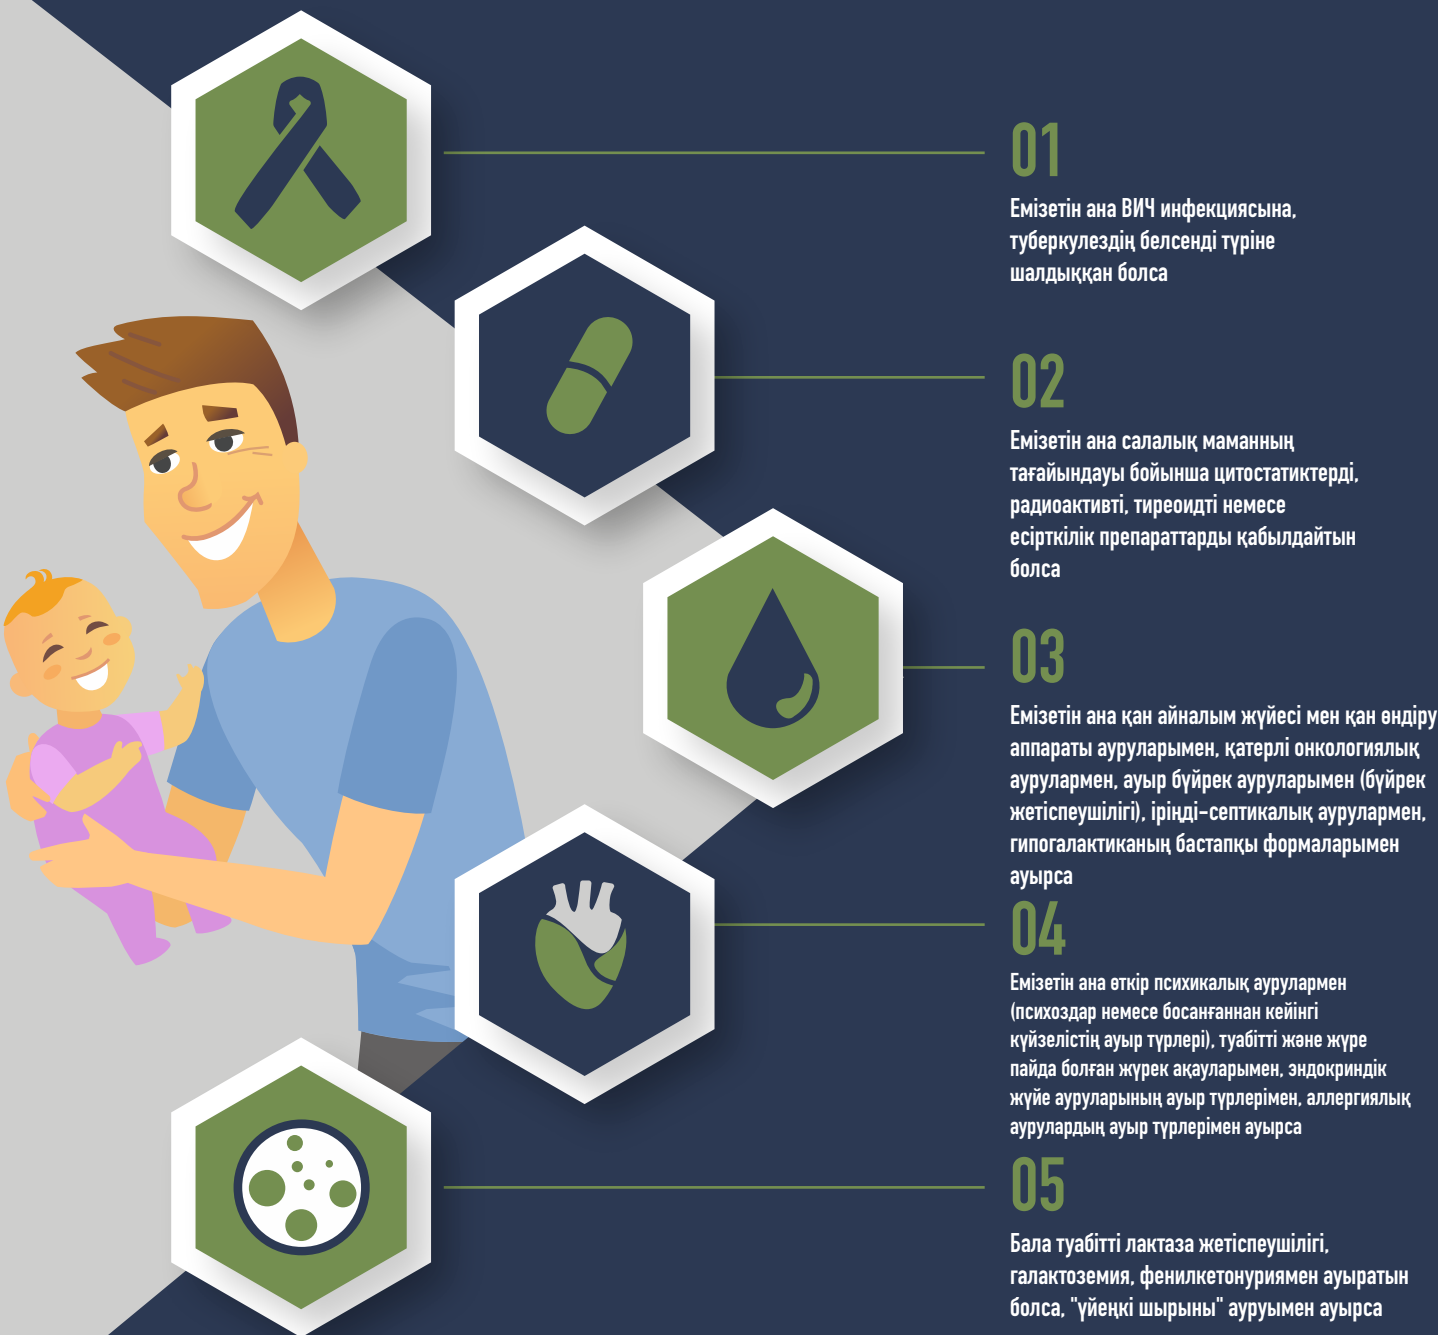 01
Емізетін ана ВИЧ инфекциясына,
туберкулездің белсенді түріне
шалдыққан болса
02
Емізетін ана салалық маманның
тағайындауы бойынша цитостатиктерді,
радиоактивті, тиреоидті немесе
есірткілік препараттарды қабылдайтын
болса
03
Емізетін ана қан айналым жүйесі мен қан өндіру
аппараты ауруларымен, қатерлі онкологиялық
аурулармен, ауыр бүйрек ауруларымен (бүйрек
жетіспеушілігі), іріңді-септикалық аурулармен,
гипогалактиканың бастапқы формаларымен
ауырса
04
Емізетін ана өткір психикалық аурулармен
(психоздар немесе босанғаннан кейінгі
күйзелістің ауыр түрлері), туабітті және жүре
пайда болған жүрек ақауларымен, эндокриндік
жүйе ауруларының ауыр түрлерімен, аллергиялық
аурулардың ауыр түрлерімен ауырса
05
Бала туабітті лактаза жетіспеушілігі,
галактоземия, фенилкетонуриямен ауыратын
болса, "үйеңкі шырыны" ауруымен ауырса